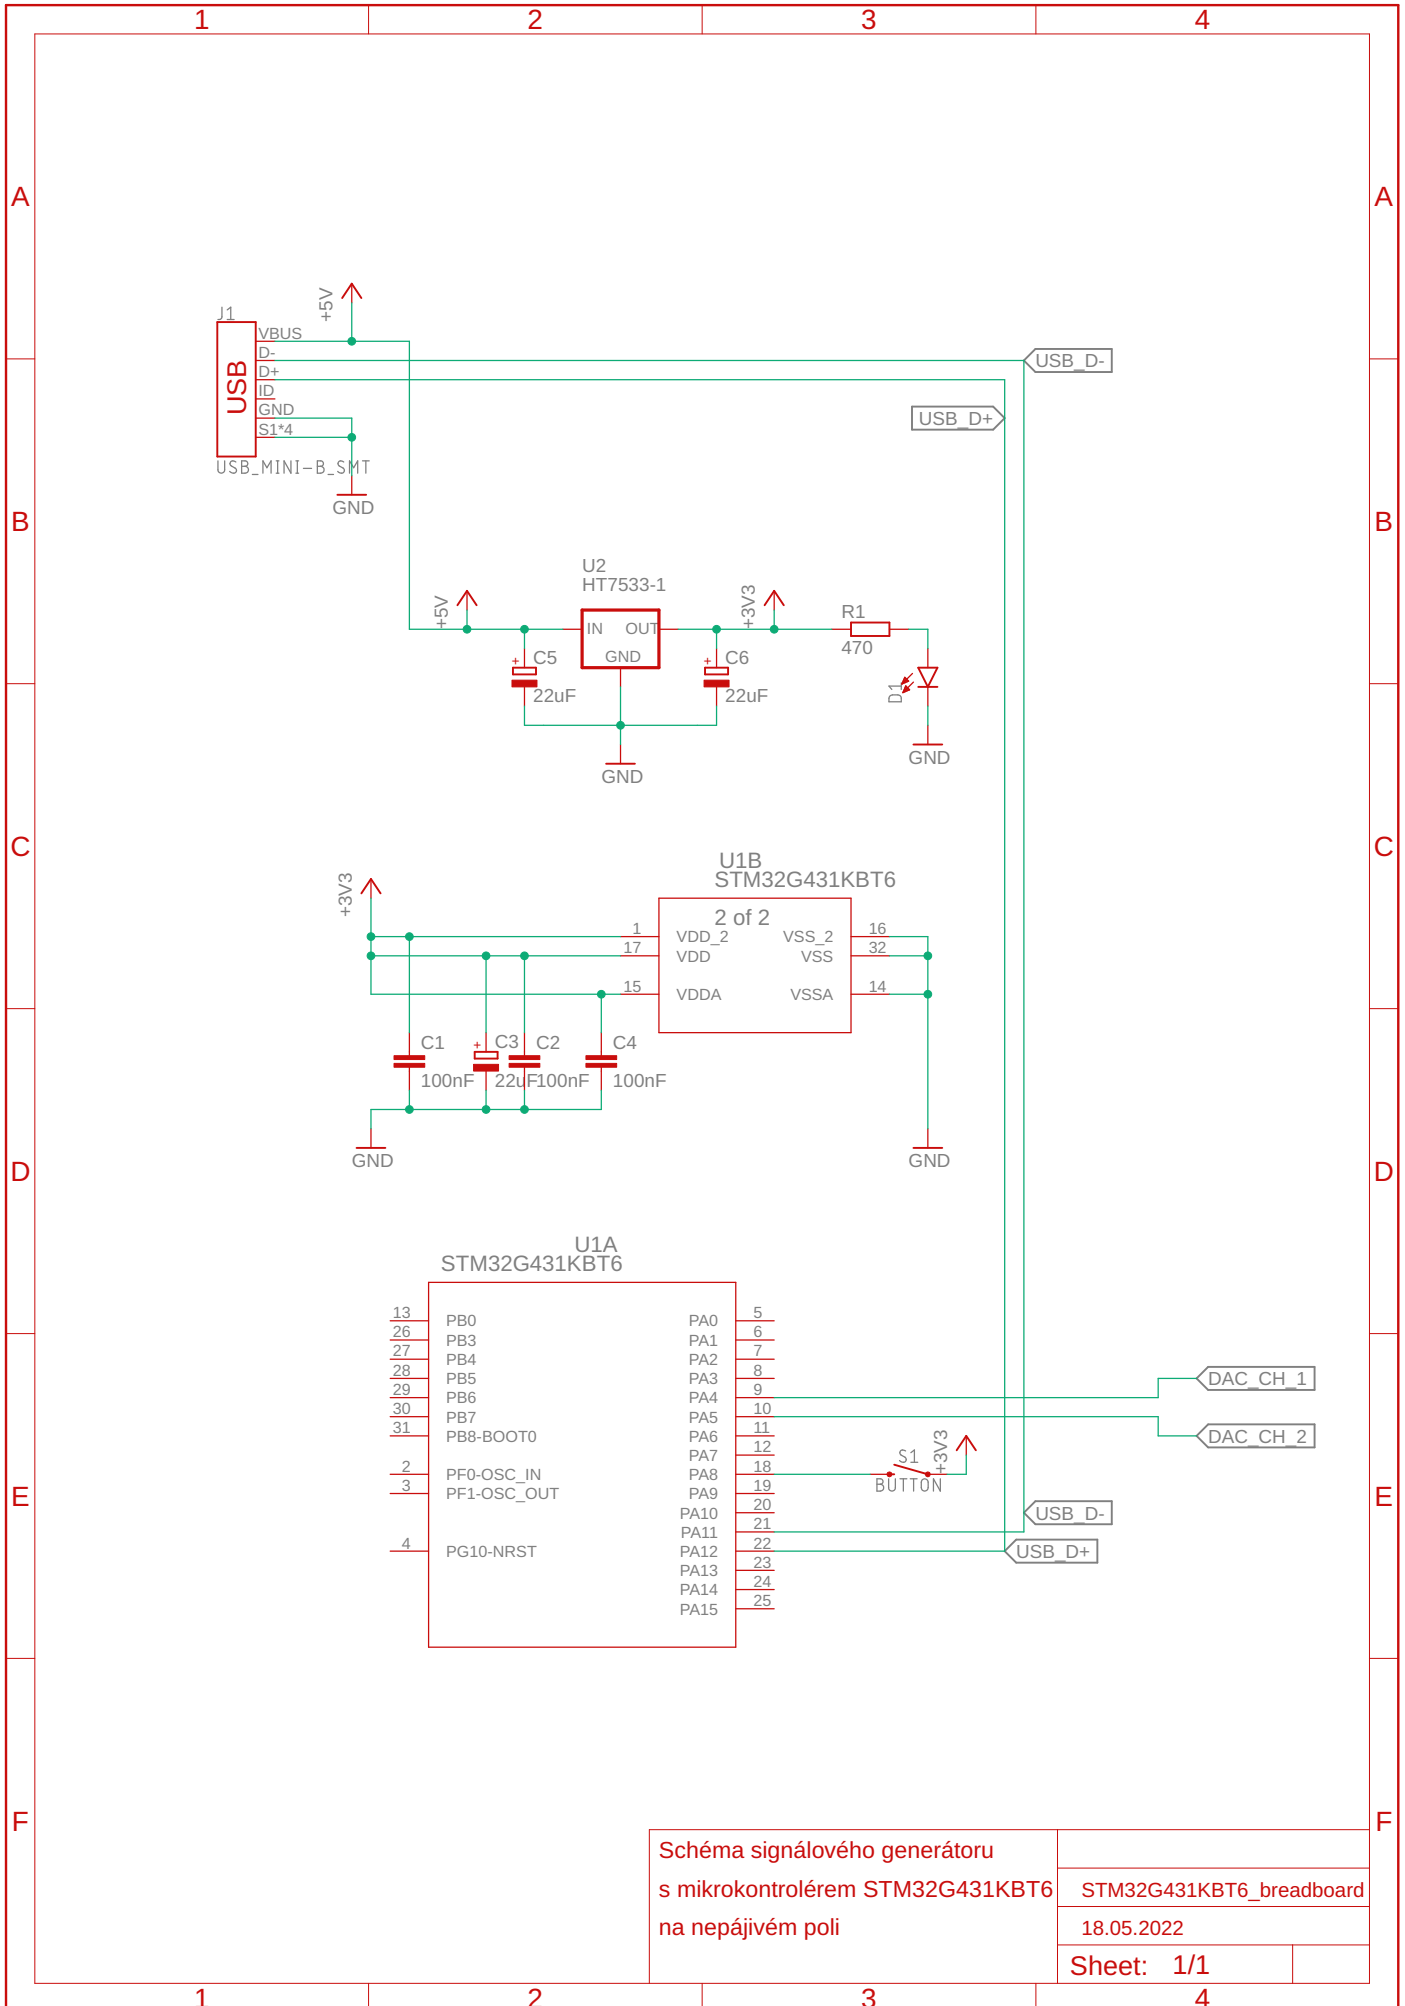 1 2 3 4
A A
+5V
J1
VBUS
D-
USB_D-
D+
USB
ID
GND
USB_D+
S1*4
USB_MINI-B_SMT
GND
B B
U2
HT7533-1
+5V
+3V3
R1
IN OUT
470
GND
C5 C6
D1
22uF 22uF
GND
GND
C C
U1B
STM32G431KBT6
+3V3
2 of 2
1 VDD_2 VSS_2 16
17 VDD VSS 32
15 VDDA VSSA 14
C1 C3 C2 C4
100nF 22uF 100nF 100nF
GND GND
D D
U1A
STM32G431KBT6
13 PB0 PA0 5
26 PB3 PA1 6
27 PB4 PA2 7
28 PB5 PA3 8
DAC_CH_1
29 PB6 PA4 9
30 PB7 PA5 10
31 PB8-BOOT0 PA6 11
DAC_CH_2
PA7 12
+3V3
S1
2 PF0-OSC_IN PA8 18
BUTTON
3 PF1-OSC_OUT PA9 19
E E
PA10 20
USB_D-
PA11 21
4 PG10-NRST PA12 22
USB_D+
PA13 23
PA14 24
PA15 25
F F
Schéma signálového generátoru
s mikrokontrolérem STM32G431KBT6
na nepájivém poli
STM32G431KBT6_breadboard
18.05.2022
Sheet: 1/1
1 2 3 4